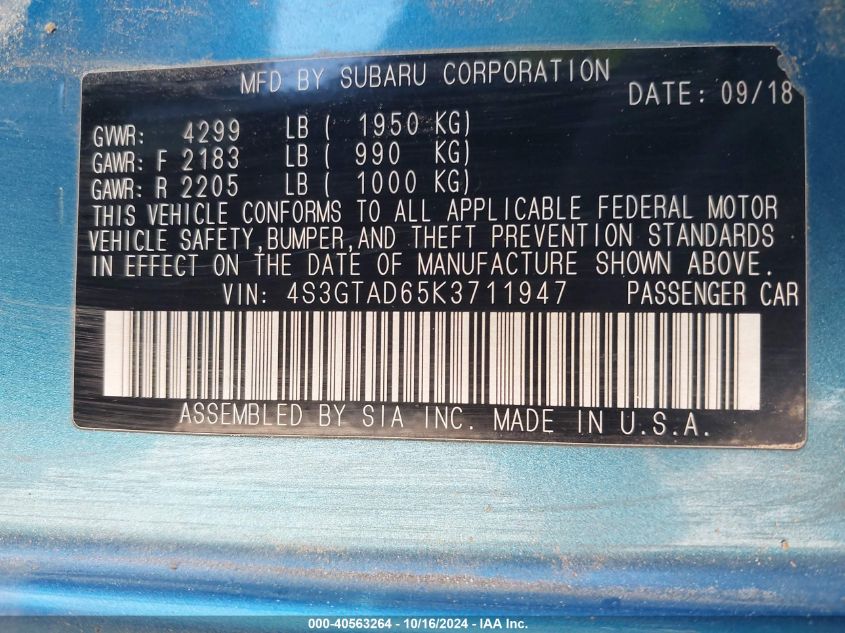 MFD BY SUBARU CORPORATION
DATE: 09/18
GVWR: 4299 LB ( 1950 KG)
GAWR: F 2183 LB ( 990 KG)
GAWR: R 2205 LB ( 1000 KG)
THIS VEHICLE CONFORMS TO ALL APPLICABLE FEDERAL MOTOR
VEHICLE SAFETY,BUMPER,AND THEFT PREVENTION STANDARDS
IN EFFECT ON THE DATE OF MANUFACTURE SHOWN ABOVE.
VIN: 4S3GTAD65K3711947 PASSENGER CAR
ASSEMBLED BY SIA INC. MADE IN U.S.A.
000-40563264 - 10/16/2024 - IAA Inc.